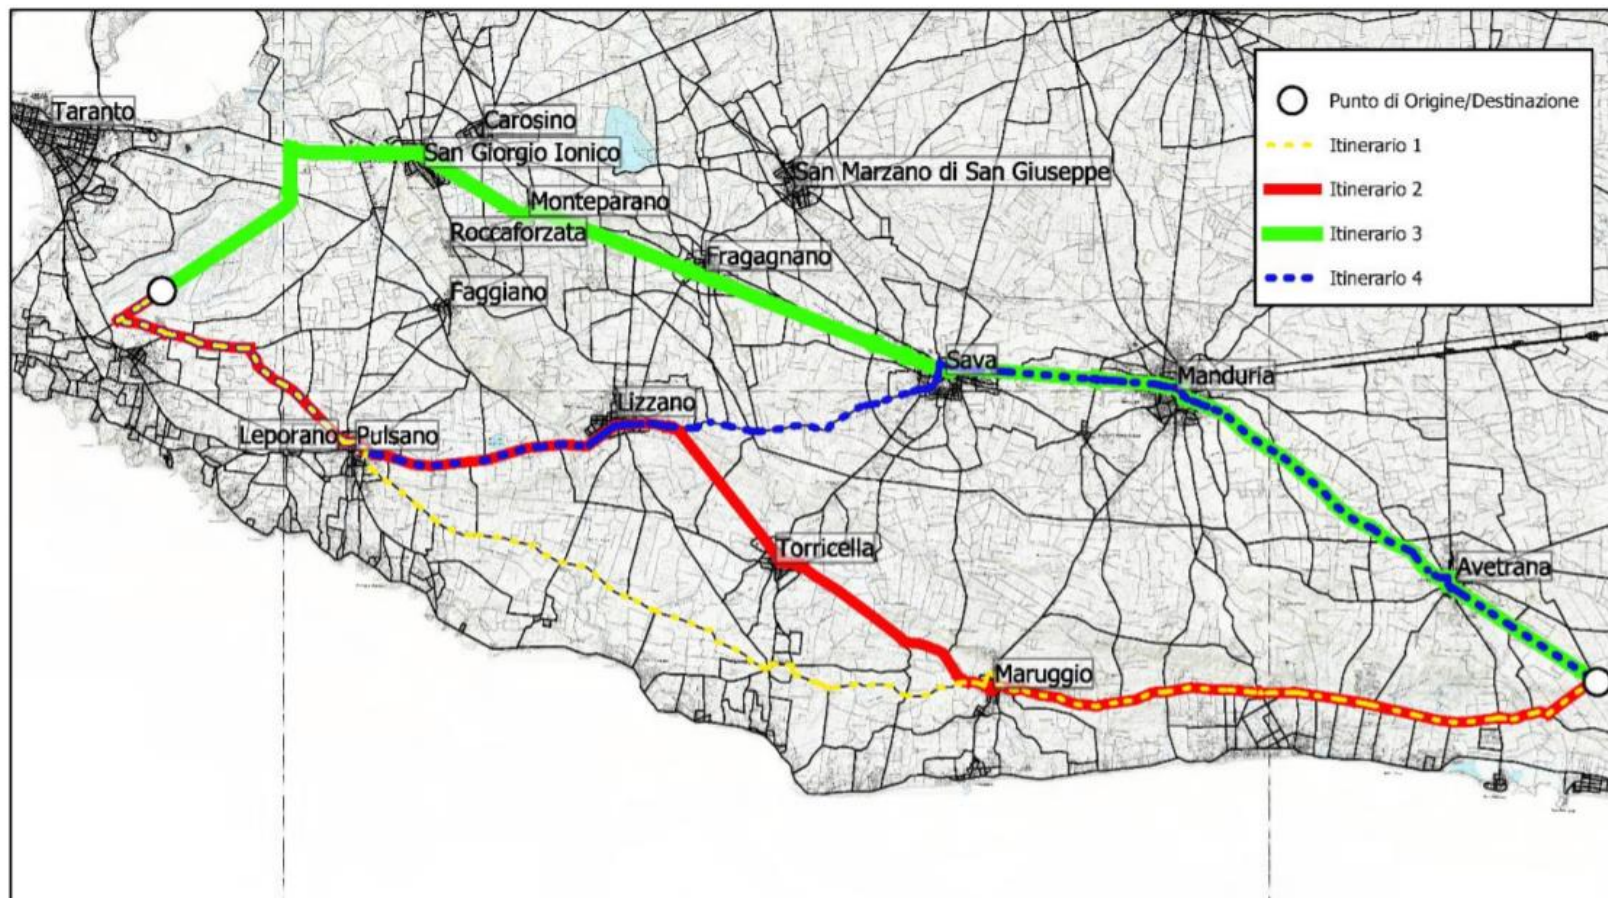 Taranto
Carosino
San Giorgio Ionico
San Marzano di San Giuseppe
Monteparano
Roccaforzata
Fragagnano
Faggiano
Sava
Manduria
Lizzano
Leporano
Pulsano
Torricella
Avetrana
Maruggio
Punto di Origine/Destinazione
Itinerario 1
Itinerario 2
Itinerario 3
Itinerario 4